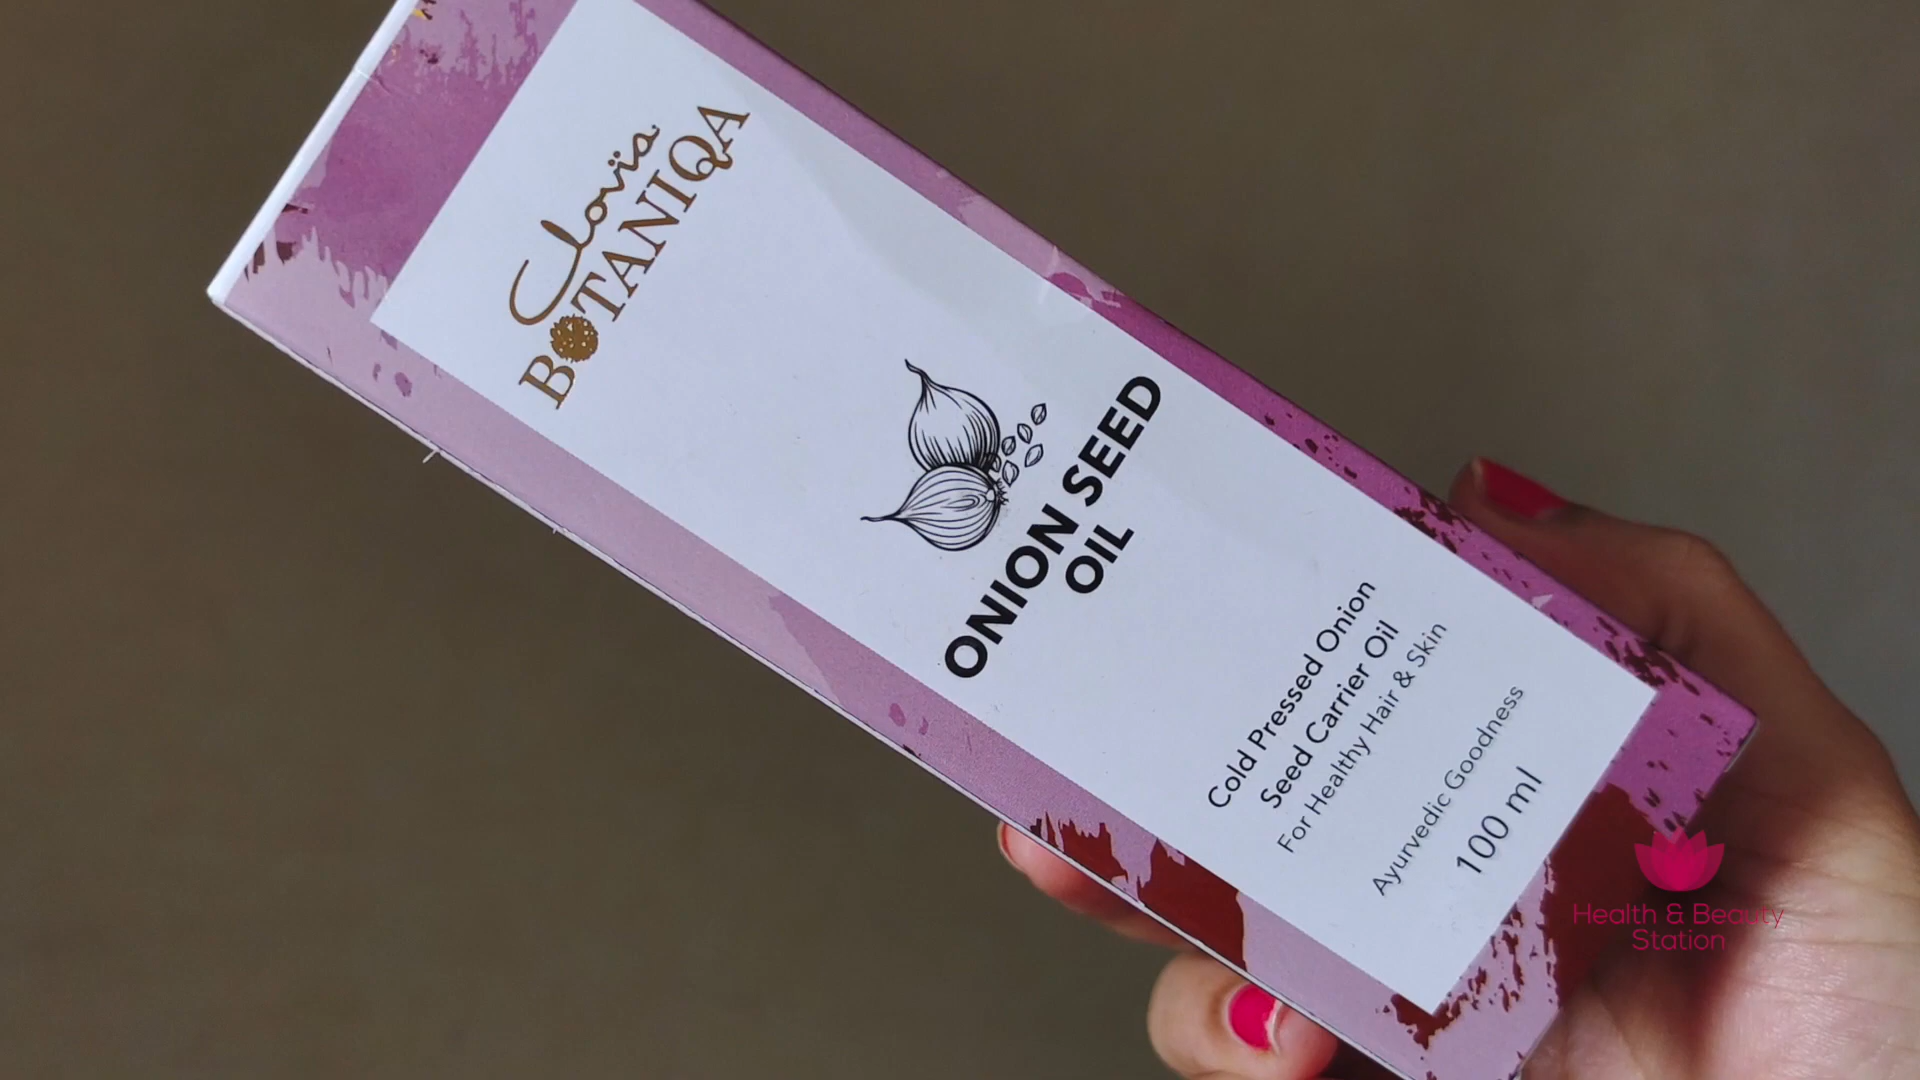 Clovia
BOTANIQA
ONION SEED
OIL
Cold Pressed Onion
Seed Carrier Oil
For Healthy Hair & Skin
Ayurvedic Goodness
100 ml
Health & Beauty
Station